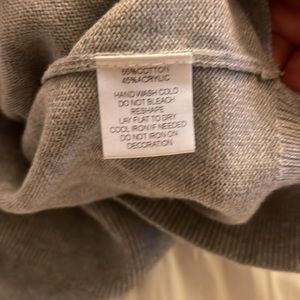 55%COTTON
45%ACRYLIC
HAND WASH COLD
DO NOT BLEACH
RESHAPE
LAY FLAT TO DRY
COOL IRON IF NEEDED
DO NOT IRON ON
DECORATION